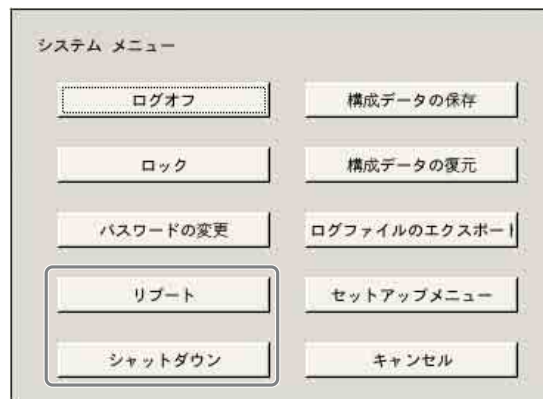 システム メニュー
ログオフ
構成データの保存
ロック
構成データの復元
パスワードの変更
ログファイルのエクスポート
リブート
セットアップメニュー
シャットダウン
キャンセル